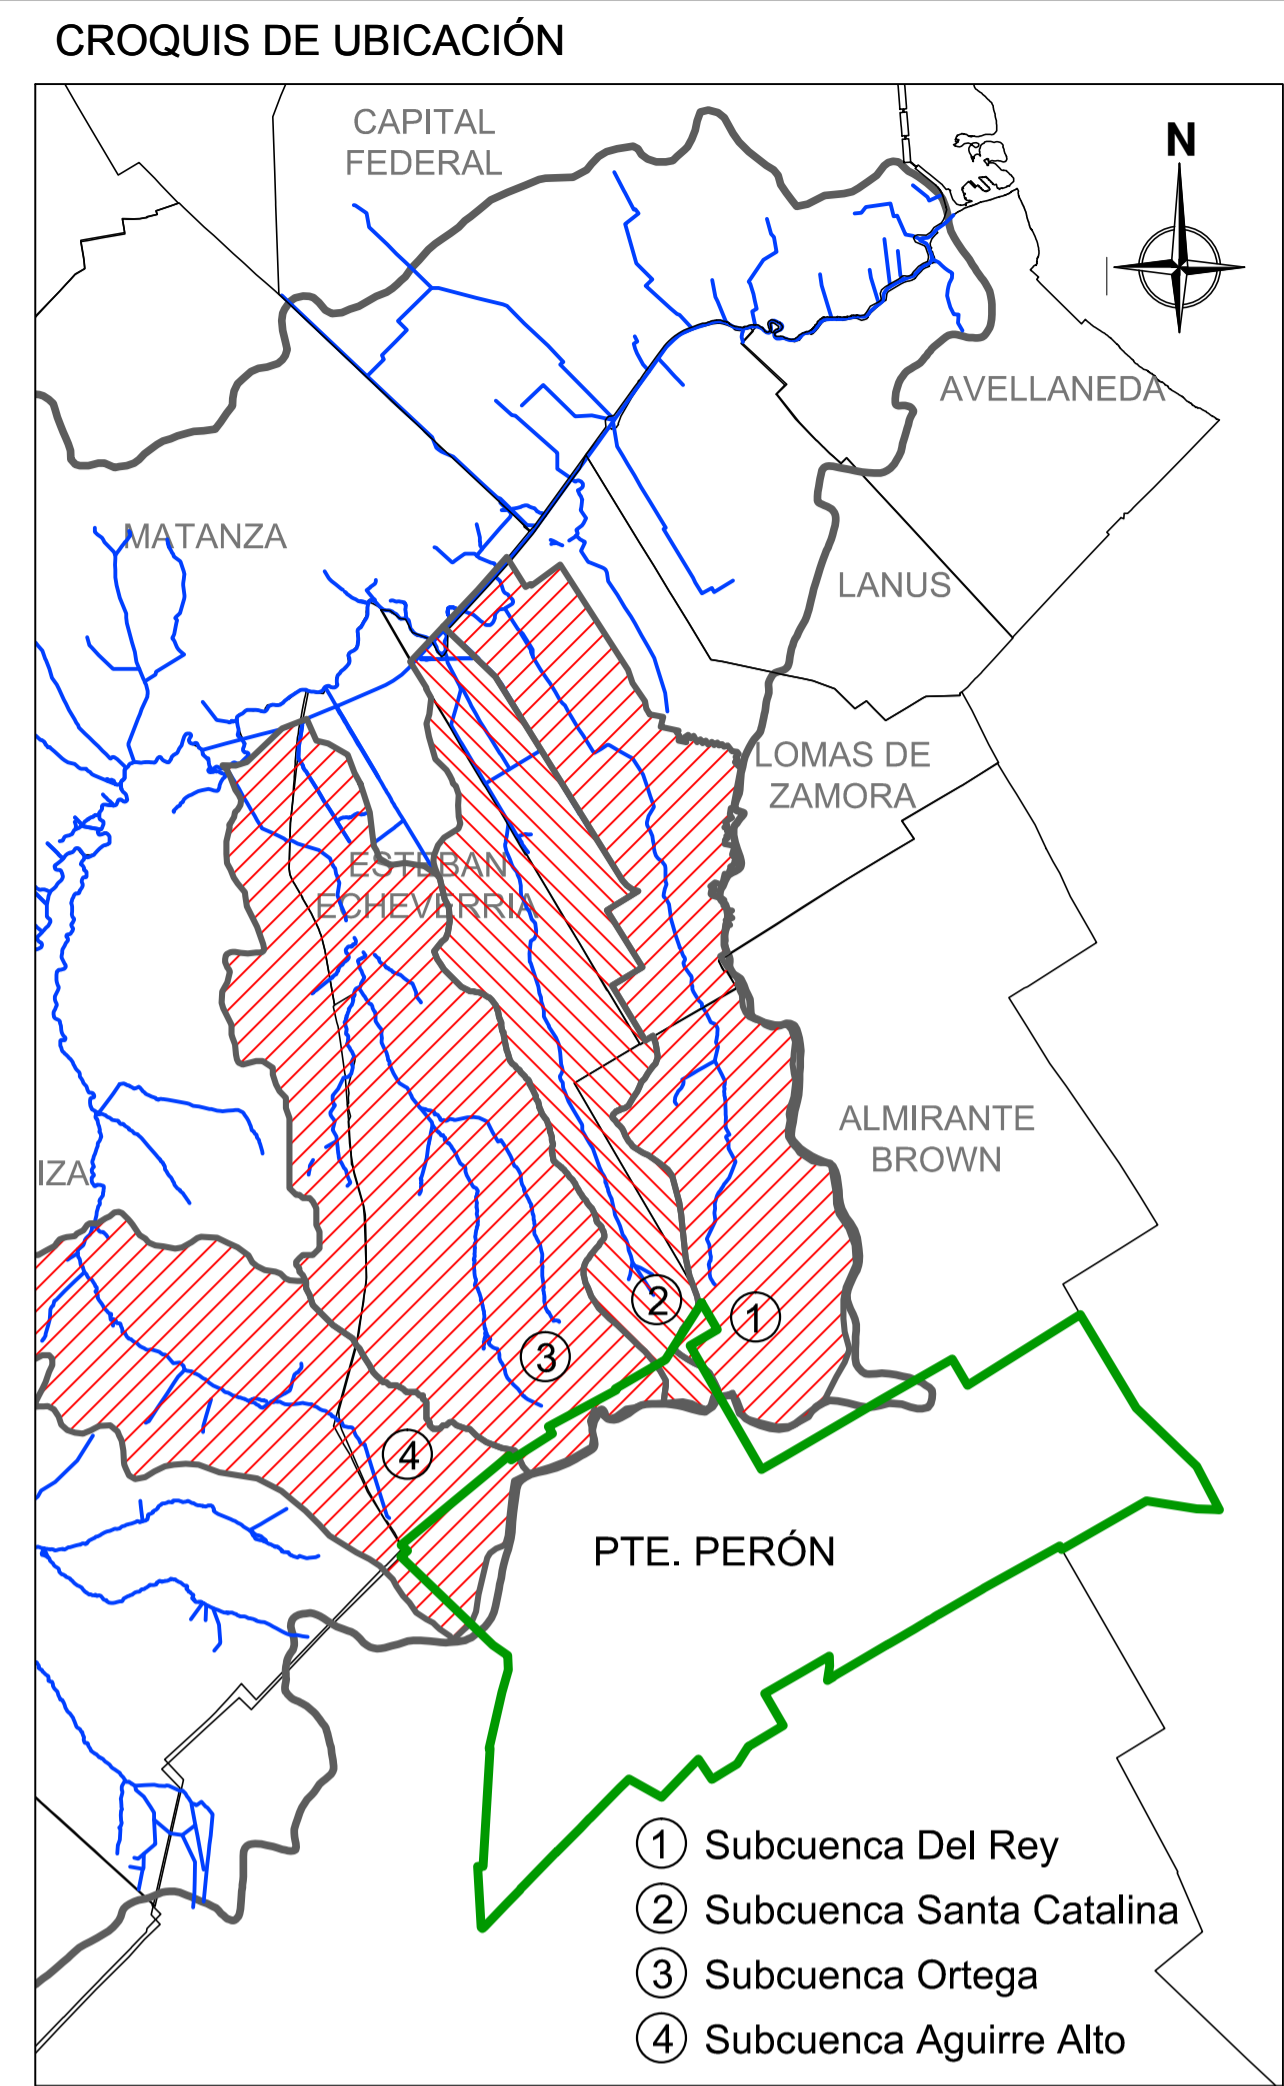 CROQUIS DE UBICACIÓN
CAPITAL
FEDERAL
N
AVELLANEDA
MATANZA
LANUS
LOMAS DE
ZAMORA
ESTEBAN
ECHEVERRIA
ALMIRANTE
BROWN
IZA
2
1
3
4
PTE. PERÓN
1 Subcuenca Del Rey
2 Subcuenca Santa Catalina
3 Subcuenca Ortega
4 Subcuenca Aguirre Alto